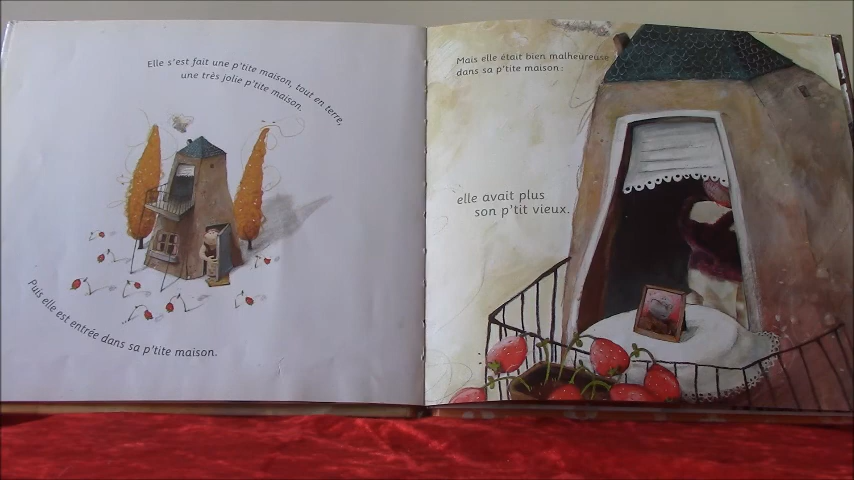 Elle s'est fait une p'tite maison, tout en terre,
une très jolie p'tite maison.
Puis elle est entrée dans sa p'tite maison.
Mais elle était bien malheureuse
dans sa p'tite maison :
elle avait plus
son p'tit vieux.